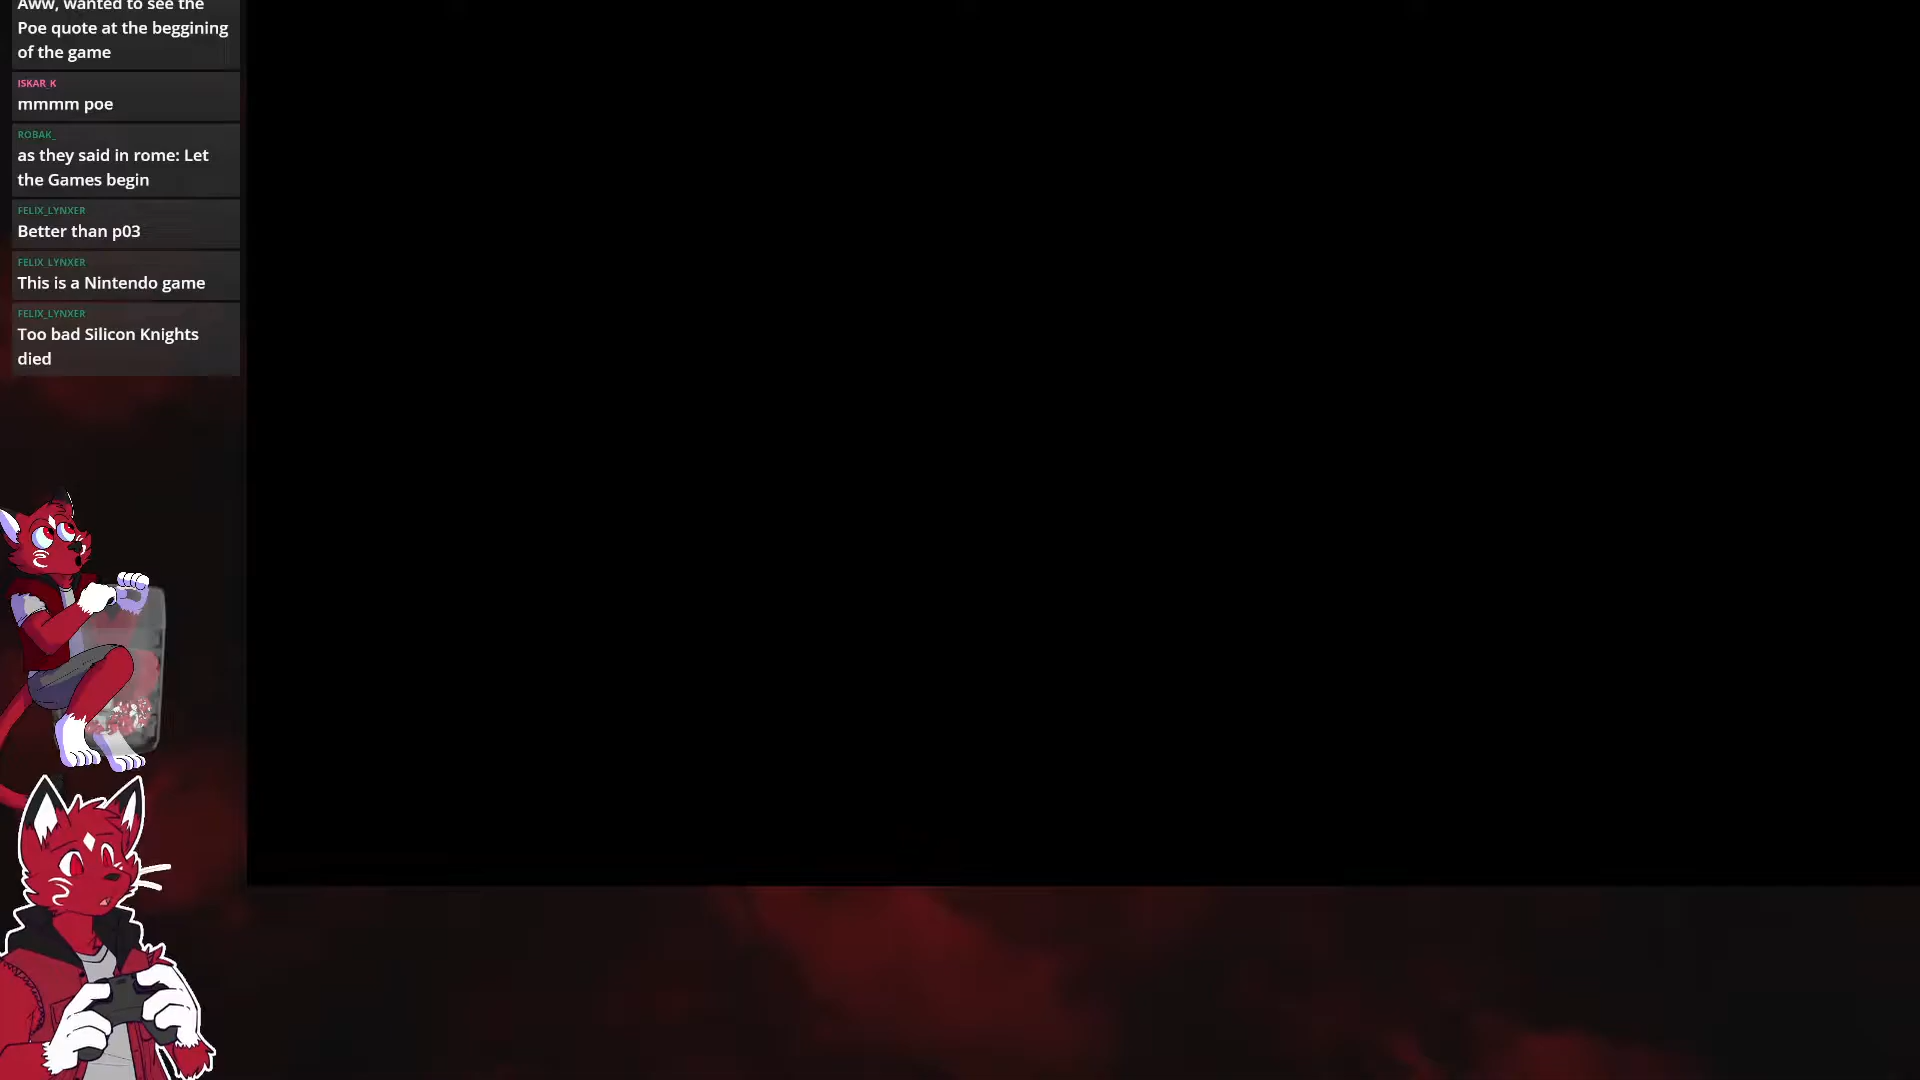 Aww, wanted to see the
Poe quote at the beggining
of the game
ISKAR_K
mmmm poe
ROBAK_
as they said in rome: Let
the Games begin
FELIX_LYNXER
Better than p03
FELIX_LYNXER
This is a Nintendo game
FELIX_LYNXER
Too bad Silicon Knights
died